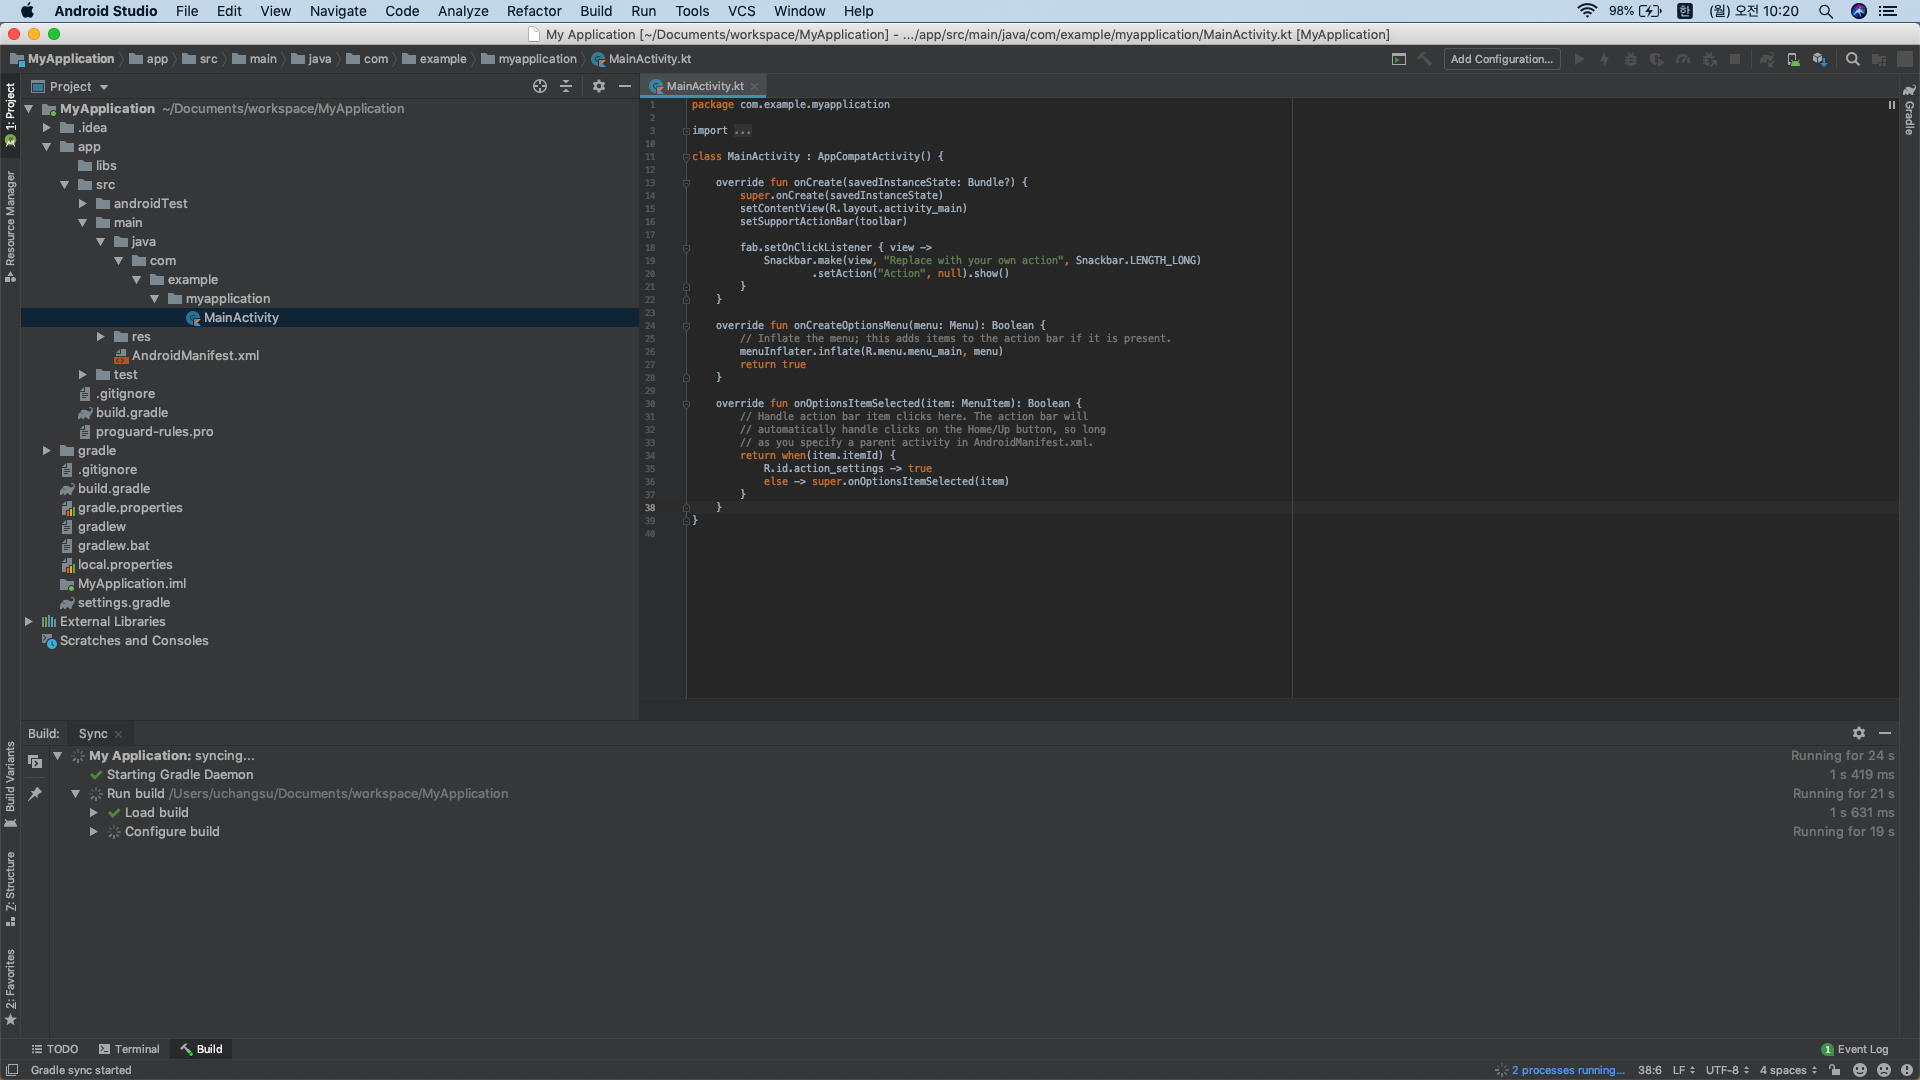 Android Studio File Edit View Navigate Code Analyze Refactor Build Run Tools VCS Window Help 98% 한 (월) 오전 10:20
My Application [~/Documents/workspace/MyApplication] - .../app/src/main/java/com/example/myapplication/MainActivity.kt [MyApplication]
MyApplication app src main java com example myapplication MainActivity.kt Add Configuration...
Project
MyApplication ~/Documents/workspace/MyApplication
.idea
app
libs
src
androidTest
main
java
com
example
myapplication
MainActivity
res
AndroidManifest.xml
test
.gitignore
build.gradle
proguard-rules.pro
gradle
.gitignore
build.gradle
gradle.properties
gradlew
gradlew.bat
local.properties
MyApplication.iml
settings.gradle
External Libraries
Scratches and Consoles
1: Project
Resource Manager
Build Variants
7: Structure
2: Favorites
MainActivity.kt
1 package com.example.myapplication
2
3 import ...
10
11 class MainActivity : AppCompatActivity() {
12
13 override fun onCreate(savedInstanceState: Bundle?) {
14 super.onCreate(savedInstanceState)
15 setContentView(R.layout.activity_main)
16 setSupportActionBar(toolbar)
17
18 fab.setOnClickListener { view ->
19 Snackbar.make(view, "Replace with your own action", Snackbar.LENGTH_LONG)
20 .setAction("Action", null).show()
21 }
22 }
23
24 override fun onCreateOptionsMenu(menu: Menu): Boolean {
25 // Inflate the menu; this adds items to the action bar if it is present.
26 menuInflater.inflate(R.menu.menu_main, menu)
27 return true
28 }
29
30 override fun onOptionsItemSelected(item: MenuItem): Boolean {
31 // Handle action bar item clicks here. The action bar will
32 // automatically handle clicks on the Home/Up button, so long
33 // as you specify a parent activity in AndroidManifest.xml.
34 return when(item.itemId) {
35 R.id.action_settings -> true
36 else -> super.onOptionsItemSelected(item)
37 }
38 }
39 }
40
Gradle
Build: Sync
My Application: syncing... Running for 24 s
Starting Gradle Daemon 1 s 419 ms
Run build /Users/uchangsu/Documents/workspace/MyApplication Running for 21 s
Load build 1 s 631 ms
Configure build Running for 19 s
TODO Terminal Build 1 Event Log
Gradle sync started 2 processes running... 38:6 LF UTF-8 4 spaces